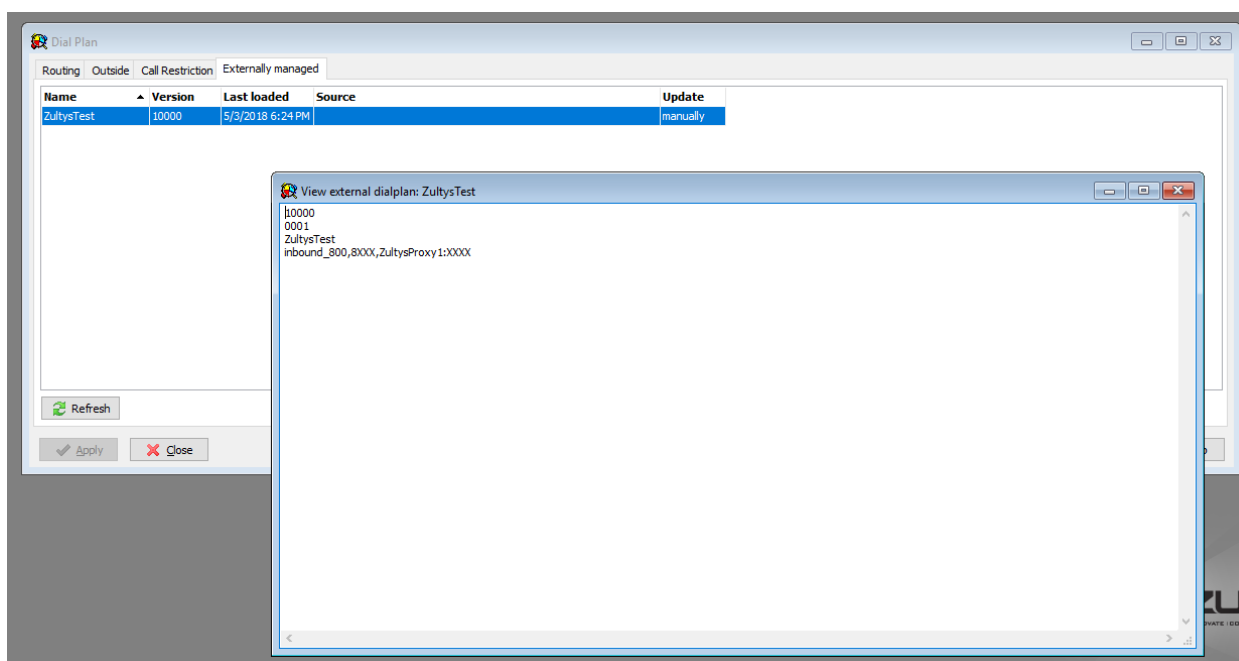 Dial Plan
Routing Outside Call Restriction Externally managed
Name Version Last loaded Source Update
ZultysTest 10000 5/3/2018 6:24 PM manually
View external dialplan: ZultysTest
10000
0001
ZultysTest
inbound_800,8XXX,ZultysProxy1:XXXX
Refresh
Apply Close